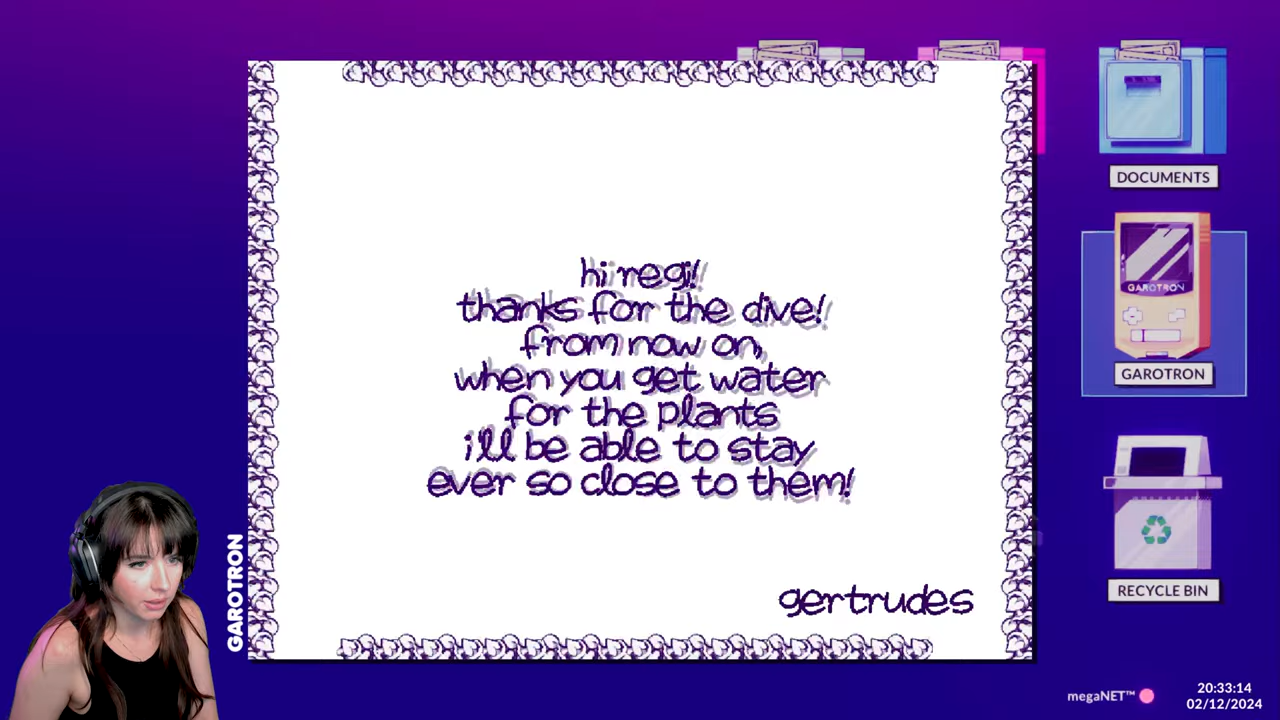 hi regi!
thanks for the dive!
from now on,
when you get water
for the plants
i'll be able to stay
ever so close to them!
gertrudes
GAROTRON
DOCUMENTS
GAROTRON
GAROTRON
RECYCLE BIN
megaNET™
20:33:14
02/12/2024